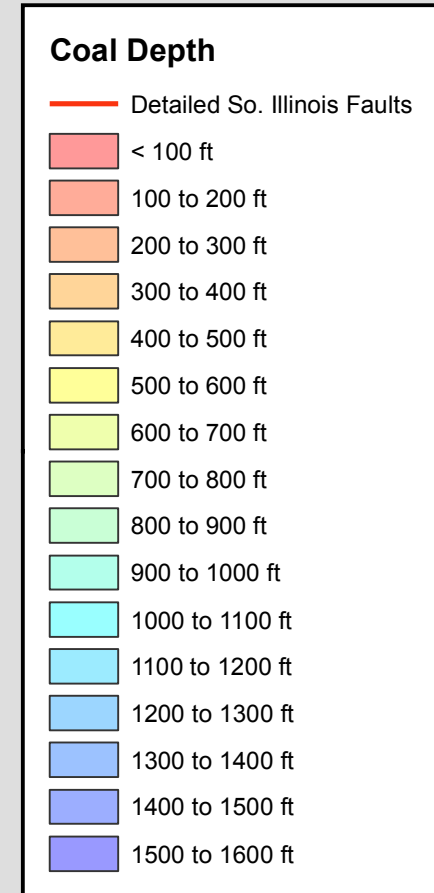 Coal Depth
Detailed So. Illinois Faults
< 100 ft
100 to 200 ft
200 to 300 ft
300 to 400 ft
400 to 500 ft
500 to 600 ft
600 to 700 ft
700 to 800 ft
800 to 900 ft
900 to 1000 ft
1000 to 1100 ft
1100 to 1200 ft
1200 to 1300 ft
1300 to 1400 ft
1400 to 1500 ft
1500 to 1600 ft